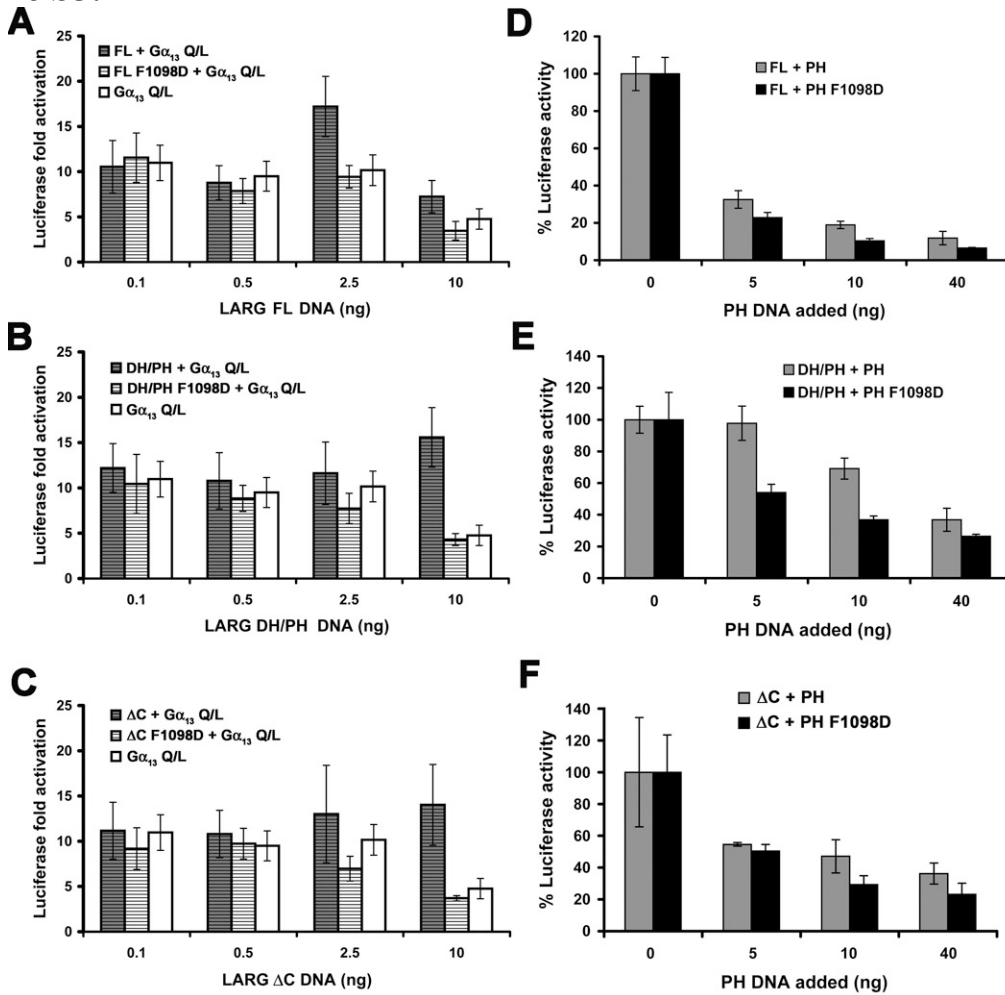 A
25
20
15
10
5
0
Luciferase fold activation
FL + Gα13 Q/L
FL F1098D + Gα13 Q/L
Gα13 Q/L
0.1 0.5 2.5 10
LARG FL DNA (ng)
D
120
100
80
60
40
20
0
% Luciferase activity
FL + PH
FL + PH F1098D
0 5 10 40
PH DNA added (ng)
B
25
20
15
10
5
0
Luciferase fold activation
DH/PH + Gα13 Q/L
DH/PH F1098D + Gα13 Q/L
Gα13 Q/L
0.1 0.5 2.5 10
LARG DH/PH DNA (ng)
E
140
120
100
80
60
40
20
0
% Luciferase activity
DH/PH + PH
DH/PH + PH F1098D
0 5 10 40
PH DNA added (ng)
C
25
20
15
10
5
0
Luciferase fold activation
ΔC + Gα13 Q/L
ΔC F1098D + Gα13 Q/L
Gα13 Q/L
0.1 0.5 2.5 10
LARG ΔC DNA (ng)
F
140
120
100
80
60
40
20
0
% Luciferase activity
ΔC + PH
ΔC + PH F1098D
0 5 10 40
PH DNA added (ng)